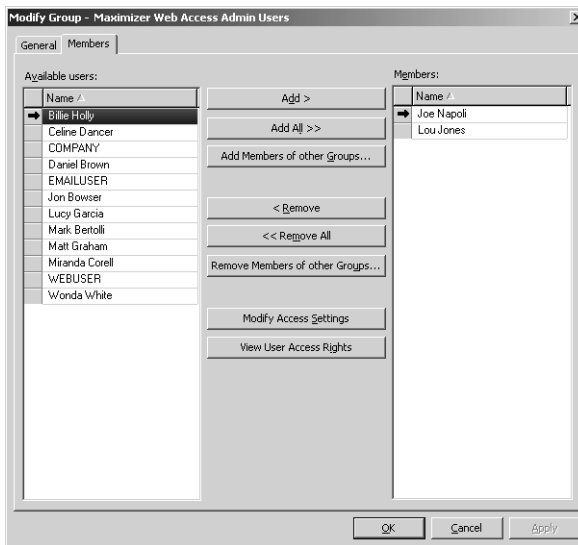 Modify Group - Maximizer Web Access Admin Users
General Members
Available users:
Name
Billie Holly
Celine Dancer
COMPANY
Daniel Brown
EMAILUSER
Jon Bowser
Lucy Garcia
Mark Bertolli
Matt Graham
Miranda Corell
WEBUSER
Wonda White
Add >
Add All >>
Add Members of other Groups...
< Remove
<< Remove All
Remove Members of other Groups...
Modify Access Settings
View User Access Rights
Members:
Name
Joe Napoli
Lou Jones
OK Cancel Apply